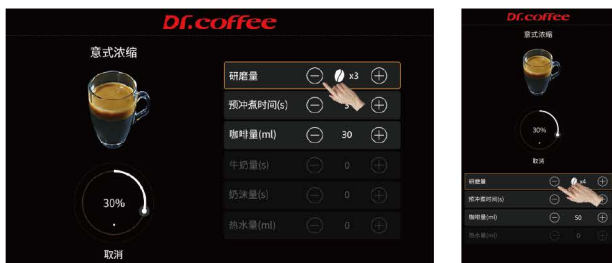 Dr.coffee
意式浓缩
研磨量 x3
预冲煮时间(s)
咖啡量(ml) 30
牛奶量(s) 0
奶沫量(s) 0
热水量(ml) 0
30%
取消
Dr.coffee
意式浓缩
30%
取消
研磨量 x4
预冲煮时间(s)
咖啡量(ml) 50
热水量(ml) 0